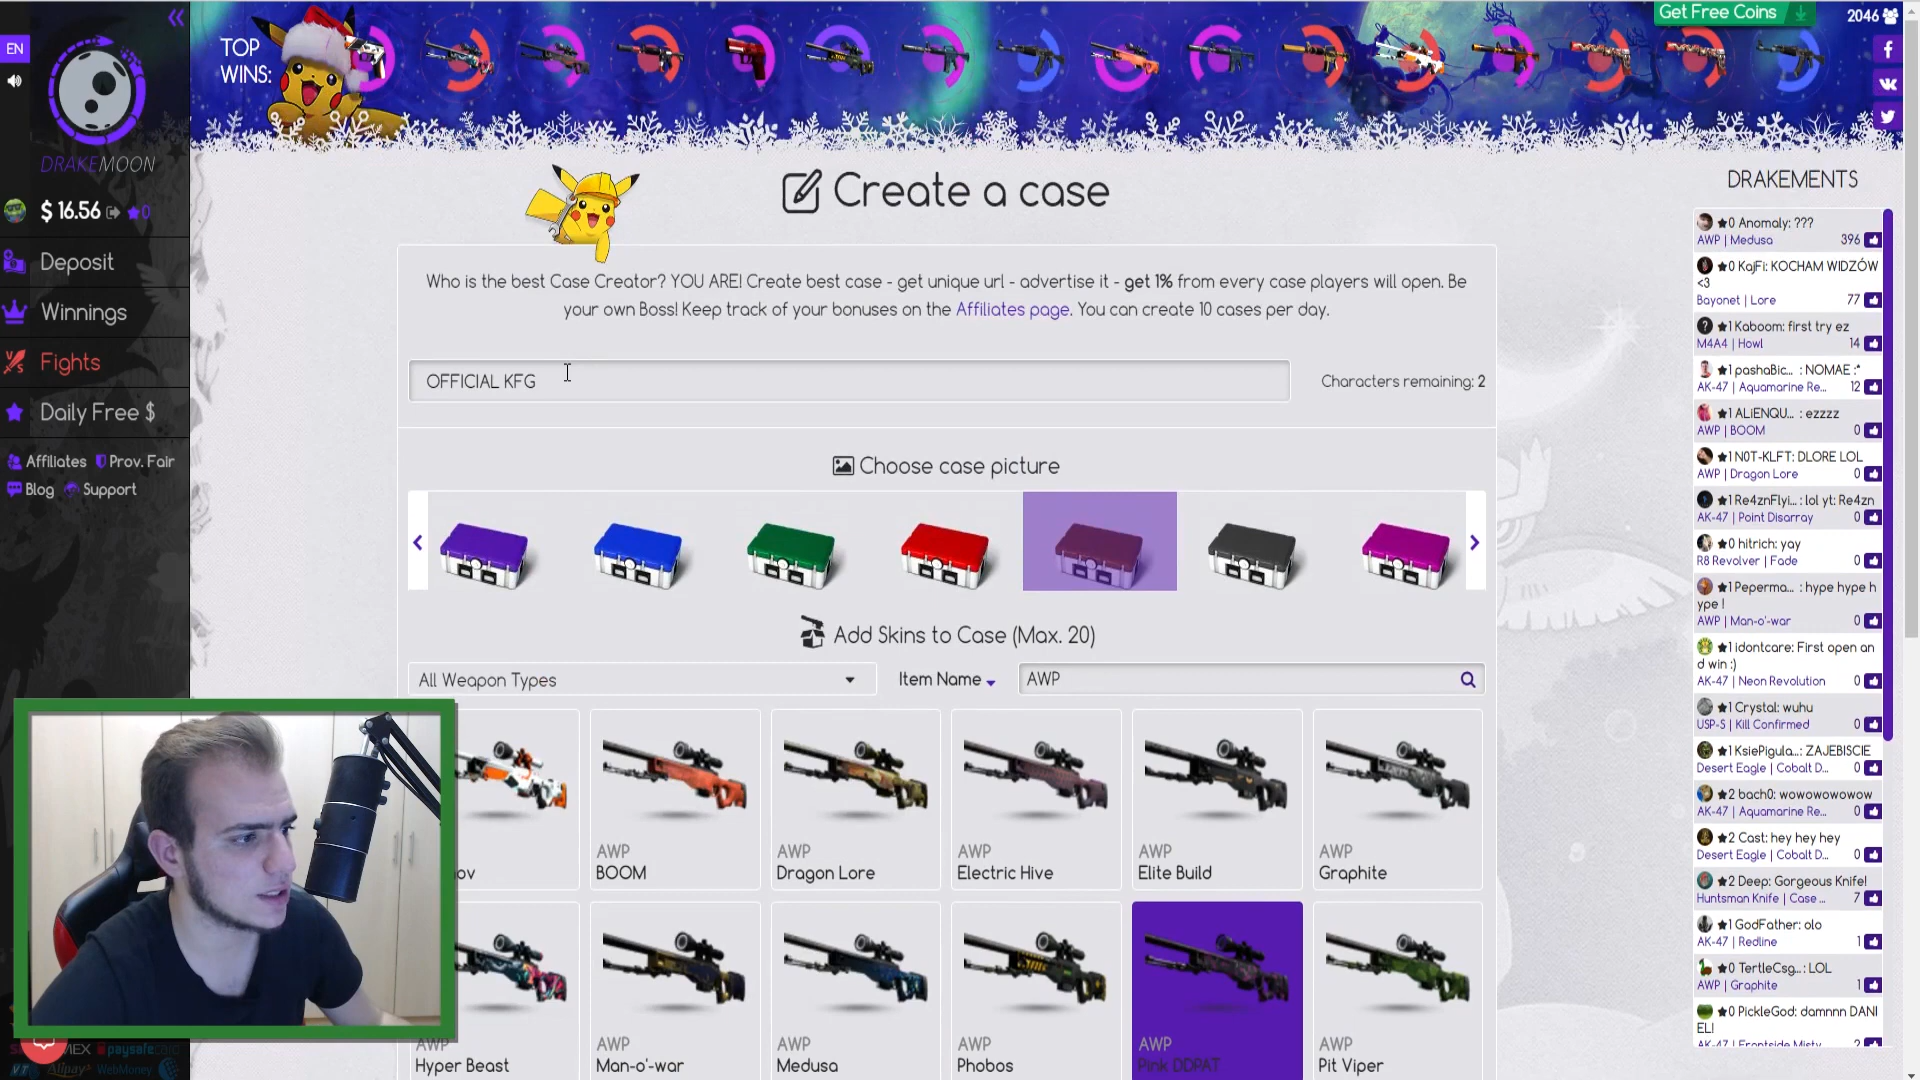 EN
DRAKEMOON
$ 16.56 ★0
Deposit
Winnings
Fights
Daily Free $
Affiliates Prov. Fair
Blog Support
TOP
WINS:
Get Free Coins
2046
Create a case
Who is the best Case Creator? YOU ARE! Create best case - get unique url - advertise it - get 1% from every case players will open. Be
your own Boss! Keep track of your bonuses on the Affiliates page. You can create 10 cases per day.
OFFICIAL KFG
Characters remaining: 2
Choose case picture
Add Skins to Case (Max. 20)
All Weapon Types
Item Name
AWP
AWP
BOOM
AWP
Dragon Lore
AWP
Electric Hive
AWP
Elite Build
AWP
Graphite
AWP
Hyper Beast
AWP
Man-o'-war
AWP
Medusa
AWP
Phobos
AWP
Pink DDPAT
AWP
Pit Viper
paysafecard
Alipay
WebMoney
DRAKEMENTS
★0 Anomaly: ???
AWP | Medusa 396
★0 KajFi: KOCHAM WIDZÓW
<3
Bayonet | Lore 77
★1 Kaboom: first try ez
M4A4 | Howl 14
★1 pashaBic... : NOMAE :*
AK-47 | Aquamarine Re... 12
★1 ALiENQU... : ezzzz
AWP | BOOM 0
★1 N0T-KLFT: DLORE LOL
AWP | Dragon Lore 0
★1 Re4znFlyi... : lol yt: Re4zn
AK-47 | Point Disarray 0
★0 hitrich: yay
R8 Revolver | Fade 0
★1 Peperma... : hype hype h
ype !
AWP | Man-o'-war 0
★1 idontcare: First open an
d win :)
AK-47 | Neon Revolution 0
★1 Crystal: wuhu
USP-S | Kill Confirmed 0
★1 KsiePigula...: ZAJEBISCIE
Desert Eagle | Cobalt D... 0
★2 bach0: wowowowowow
AK-47 | Aquamarine Re... 0
★2 Cast: hey hey hey
Desert Eagle | Cobalt D... 0
★2 Deep: Gorgeous Knife!
Huntsman Knife | Case ... 7
★1 GodFather: olo
AK-47 | Redline 1
★0 TertleCsg...: LOL
AWP | Graphite 1
★0 PickleGod: damnnn DANI
EL!
AK-47 | Frontside Misty 2